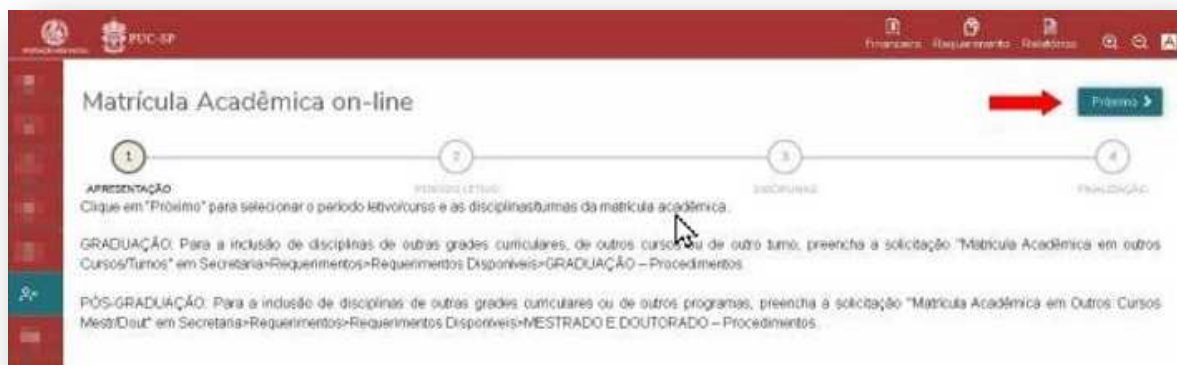 PUC-SP
Financeiro Requerimento Relatórios
A
Matrícula Acadêmica on-line
Próximo
1 2 3 4
APRESENTAÇÃO PERÍODO LETIVO DISCIPLINAS FINALIZAÇÃO
Clique em "Próximo" para selecionar o período letivo/curso e as disciplinas/turmas da matrícula acadêmica.
GRADUAÇÃO: Para a inclusão de disciplinas de outras grades curriculares, de outros cursos ou de outro turno, preencha a solicitação "Matrícula Acadêmica em outros
Cursos/Turnos" em Secretaria>Requerimentos>Requerimentos Disponíveis>GRADUAÇÃO – Procedimentos.
PÓS-GRADUAÇÃO: Para a inclusão de disciplinas de outras grades curriculares ou de outros programas, preencha a solicitação "Matrícula Acadêmica em Outros Cursos
Mestr/Dout" em Secretaria>Requerimentos>Requerimentos Disponíveis>MESTRADO E DOUTORADO – Procedimentos.